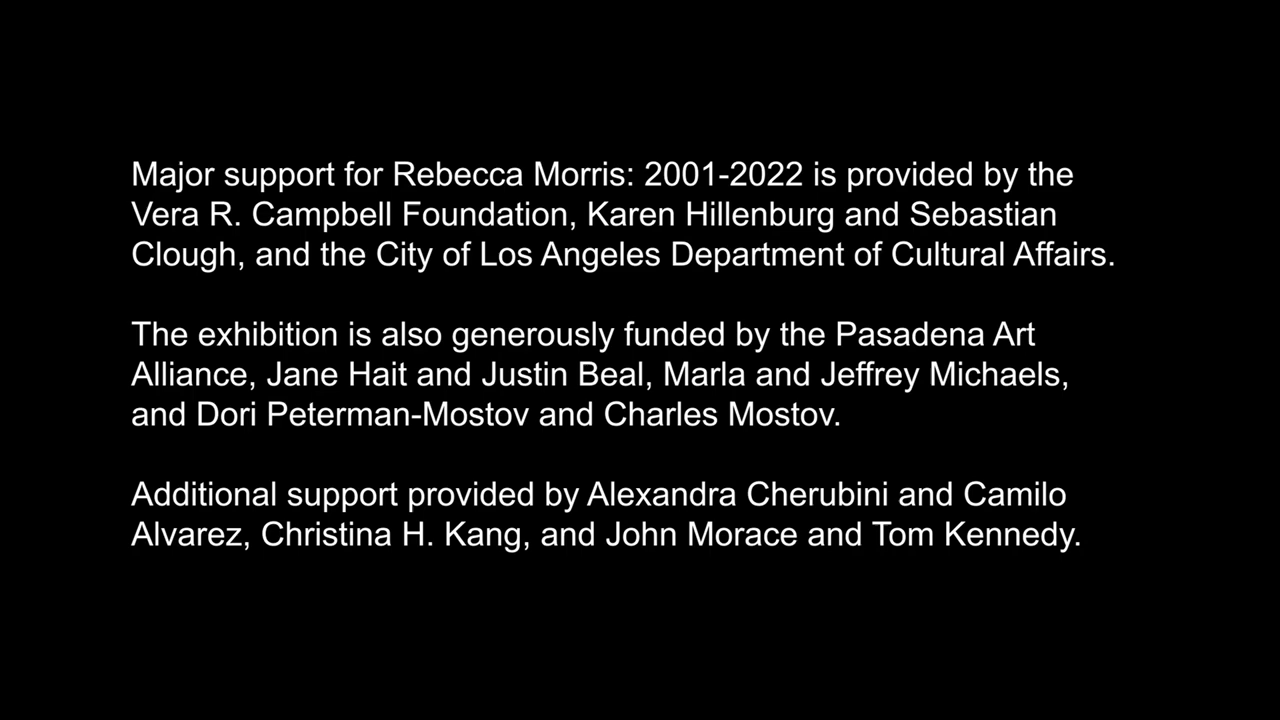 Major support for Rebecca Morris: 2001-2022 is provided by the
Vera R. Campbell Foundation, Karen Hillenburg and Sebastian
Clough, and the City of Los Angeles Department of Cultural Affairs.
The exhibition is also generously funded by the Pasadena Art
Alliance, Jane Hait and Justin Beal, Marla and Jeffrey Michaels,
and Dori Peterman-Mostov and Charles Mostov.
Additional support provided by Alexandra Cherubini and Camilo
Alvarez, Christina H. Kang, and John Morace and Tom Kennedy.